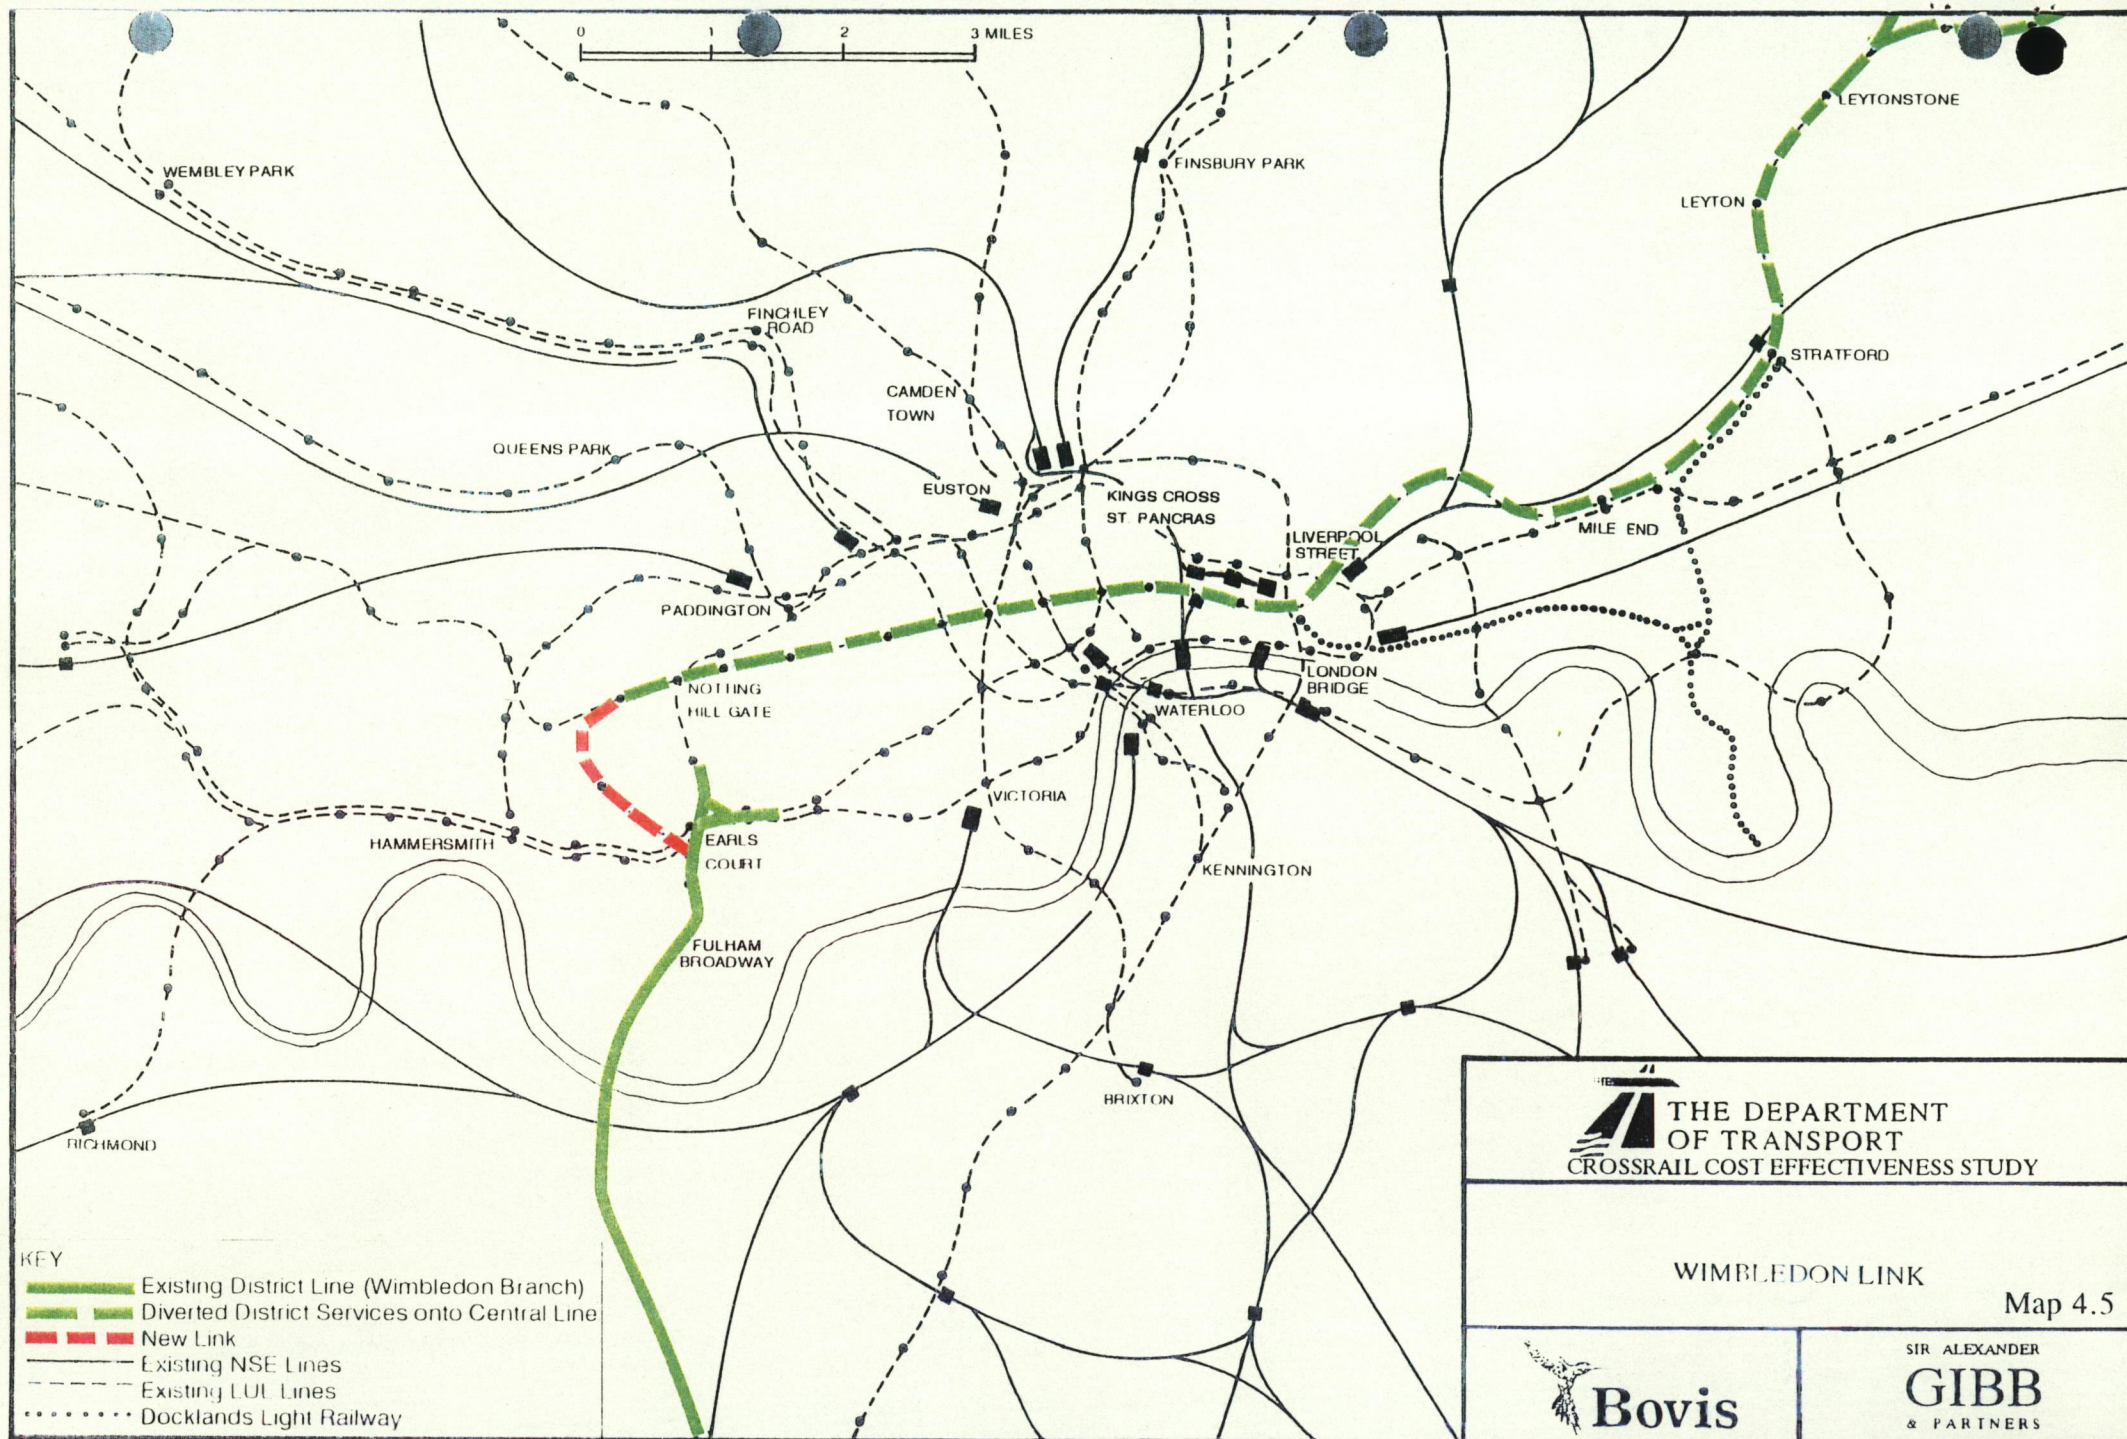 0 1 2 3 MILES
LEYTONSTONE
WEMBLEY PARK
FINSBURY PARK
LEYTON
FINCHLEY
ROAD
STRATFORD
CAMDEN
TOWN
QUEENS PARK
EUSTON
KINGS CROSS
ST. PANCRAS
LIVERPOOL
STREET
MILE END
PADDINGTON
NOTTING
HILL GATE
LONDON
BRIDGE
WATERLOO
VICTORIA
HAMMERSMITH
EARLS
COURT
KENNINGTON
FULHAM
BROADWAY
BRIXTON
RICHMOND
KEY
Existing District Line (Wimbledon Branch)
Diverted District Services onto Central Line
New Link
Existing NSE Lines
Existing LUL Lines
Docklands Light Railway
THE DEPARTMENT
OF TRANSPORT
CROSSRAIL COST EFFECTIVENESS STUDY
WIMBLEDON LINK
Map 4.5
Bovis
SIR ALEXANDER
GIBB
& PARTNERS